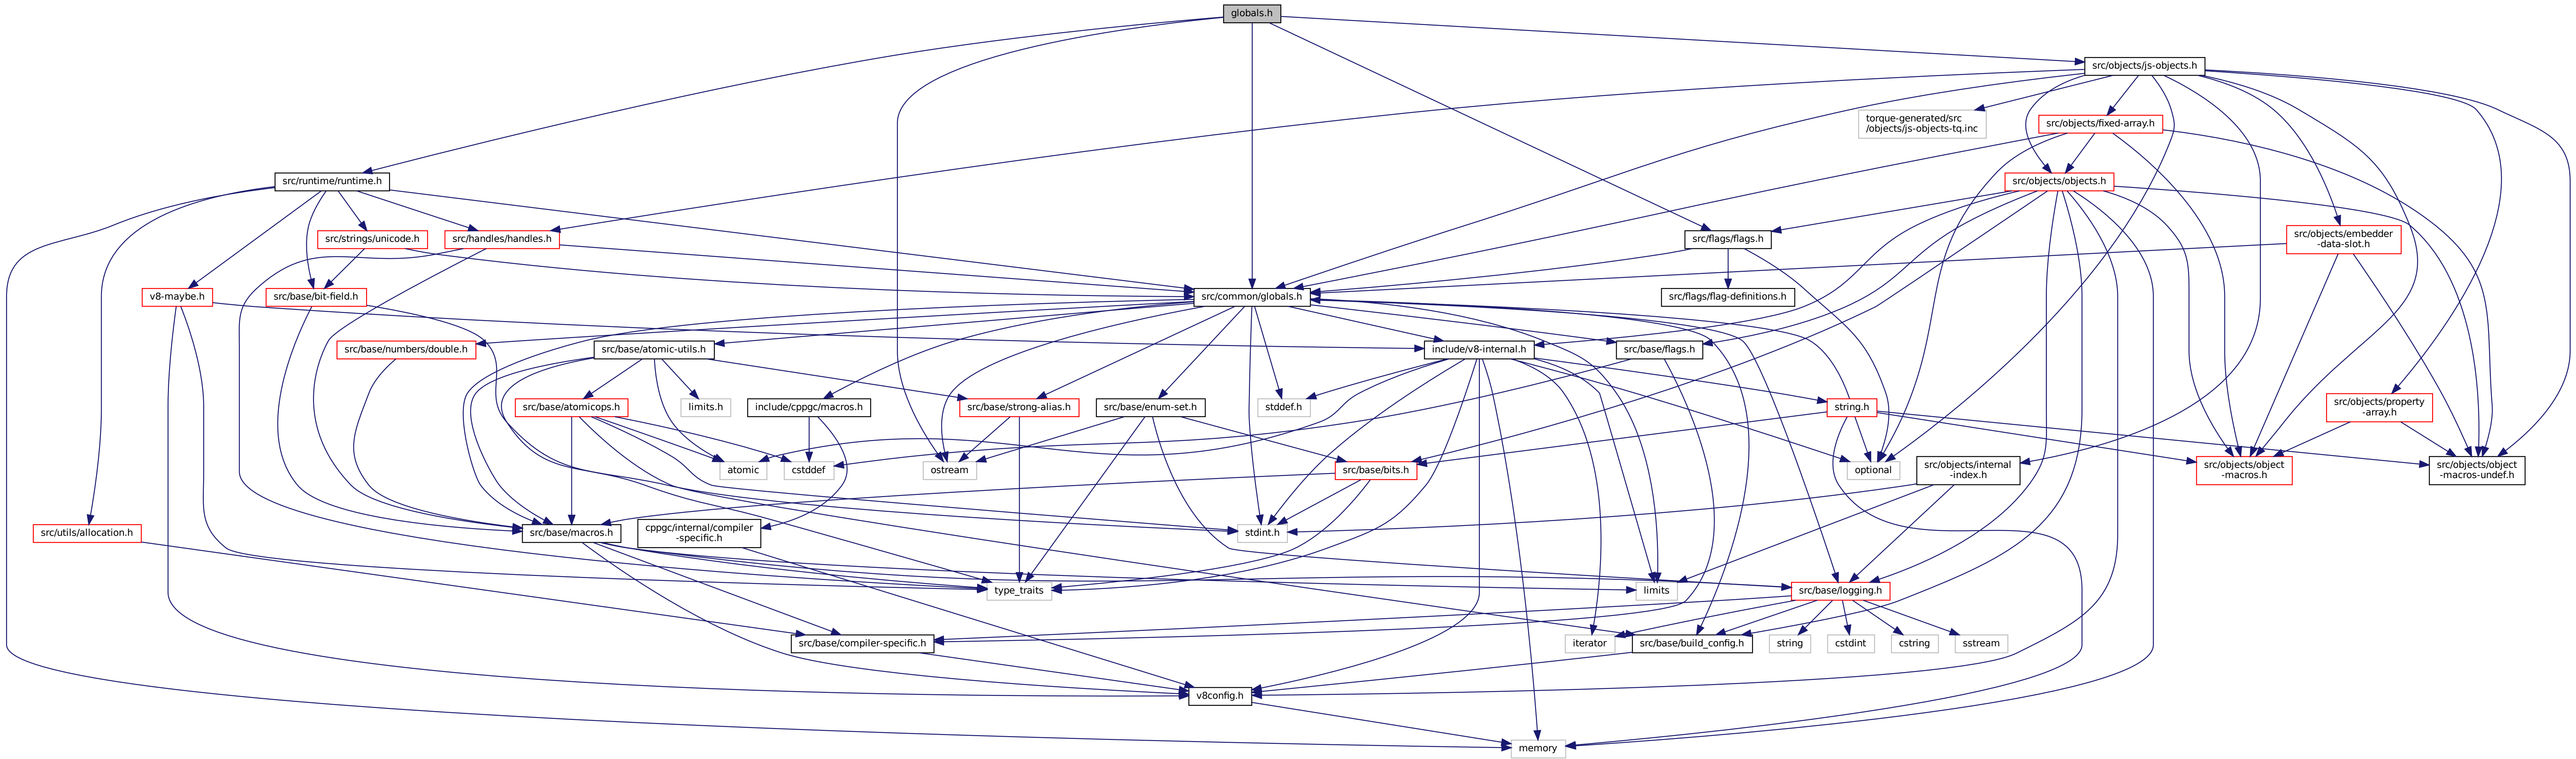 globals.h
src/objects/js-objects.h
torque-generated/src
/objects/js-objects-tq.inc
src/objects/fixed-array.h
src/runtime/runtime.h
src/objects/objects.h
src/strings/unicode.h
src/handles/handles.h
src/flags/flags.h
src/objects/embedder
-data-slot.h
v8-maybe.h
src/base/bit-field.h
src/common/globals.h
src/flags/flag-definitions.h
src/base/numbers/double.h
src/base/atomic-utils.h
include/v8-internal.h
src/base/flags.h
src/base/atomicops.h
limits.h
include/cppgc/macros.h
src/base/strong-alias.h
src/base/enum-set.h
stddef.h
string.h
src/objects/property
-array.h
atomic
cstddef
ostream
src/base/bits.h
optional
src/objects/internal
-index.h
src/objects/object
-macros.h
src/objects/object
-macros-undef.h
src/utils/allocation.h
src/base/macros.h
cppgc/internal/compiler
-specific.h
stdint.h
type_traits
limits
src/base/logging.h
src/base/compiler-specific.h
iterator
src/base/build_config.h
string
cstdint
cstring
sstream
v8config.h
memory